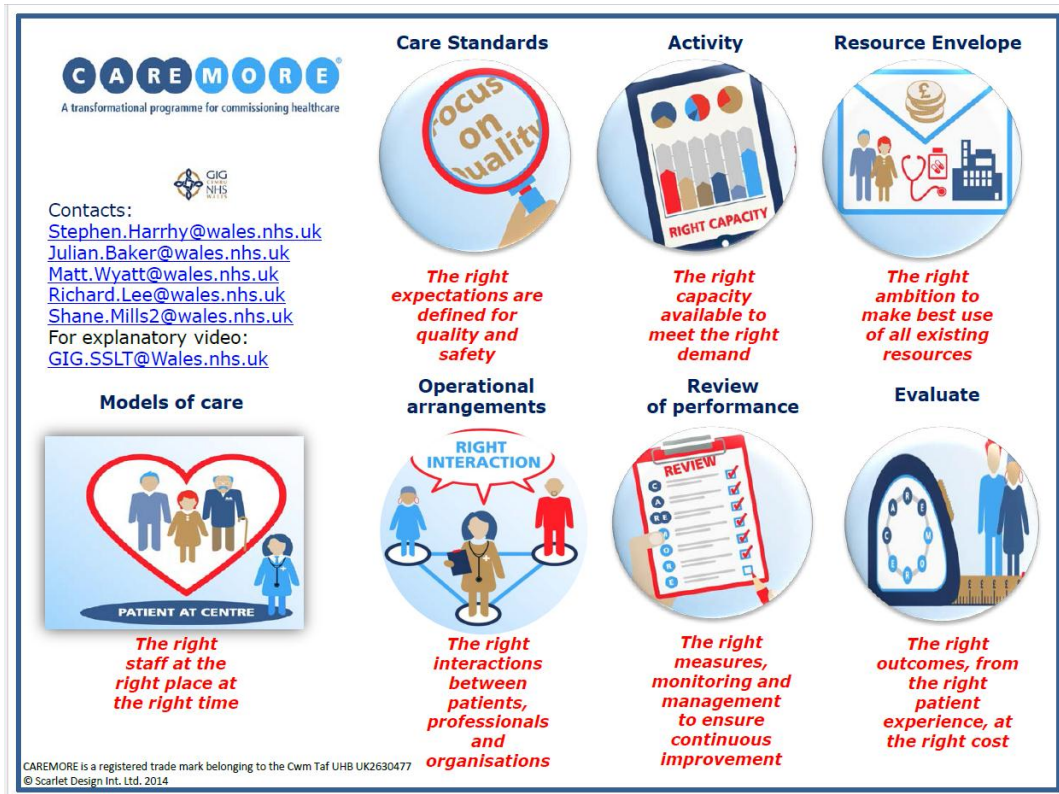 CAREMORE®
A transformational programme for commissioning healthcare
GIG
CYMRU
NHS
WALES
Contacts:
Stephen.Harrhy@wales.nhs.uk
Julian.Baker@wales.nhs.uk
Matt.Wyatt@wales.nhs.uk
Richard.Lee@wales.nhs.uk
Shane.Mills2@wales.nhs.uk
For explanatory video:
GIG.SSLT@Wales.nhs.uk
Care Standards
Focus
on
Quality
The right
expectations are
defined for
quality and
safety
Activity
RIGHT CAPACITY
The right
capacity
available to
meet the right
demand
Resource Envelope
£
The right
ambition to
make best use
of all existing
resources
Models of care
PATIENT AT CENTRE
The right
staff at the
right place at
the right time
Operational
arrangements
RIGHT
INTERACTION
The right
interactions
between
patients,
professionals
and
organisations
Review
of performance
REVIEW
C
A
RE
M
O
R
E
The right
measures,
monitoring and
management
to ensure
continuous
improvement
Evaluate
C A R E M O R E
£ £ £ £
The right
outcomes, from
the right
patient
experience, at
the right cost
CAREMORE is a registered trade mark belonging to the Cwm Taf UHB UK2630477
© Scarlet Design Int. Ltd. 2014